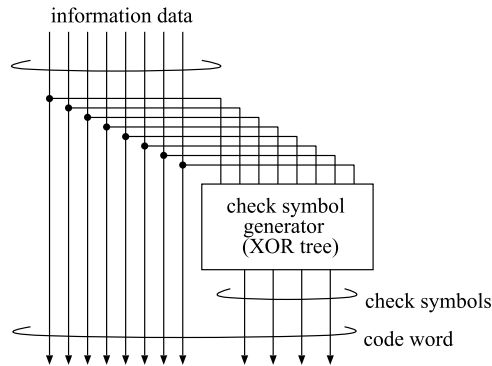 information data
check symbol
generator
(XOR tree)
check symbols
code word